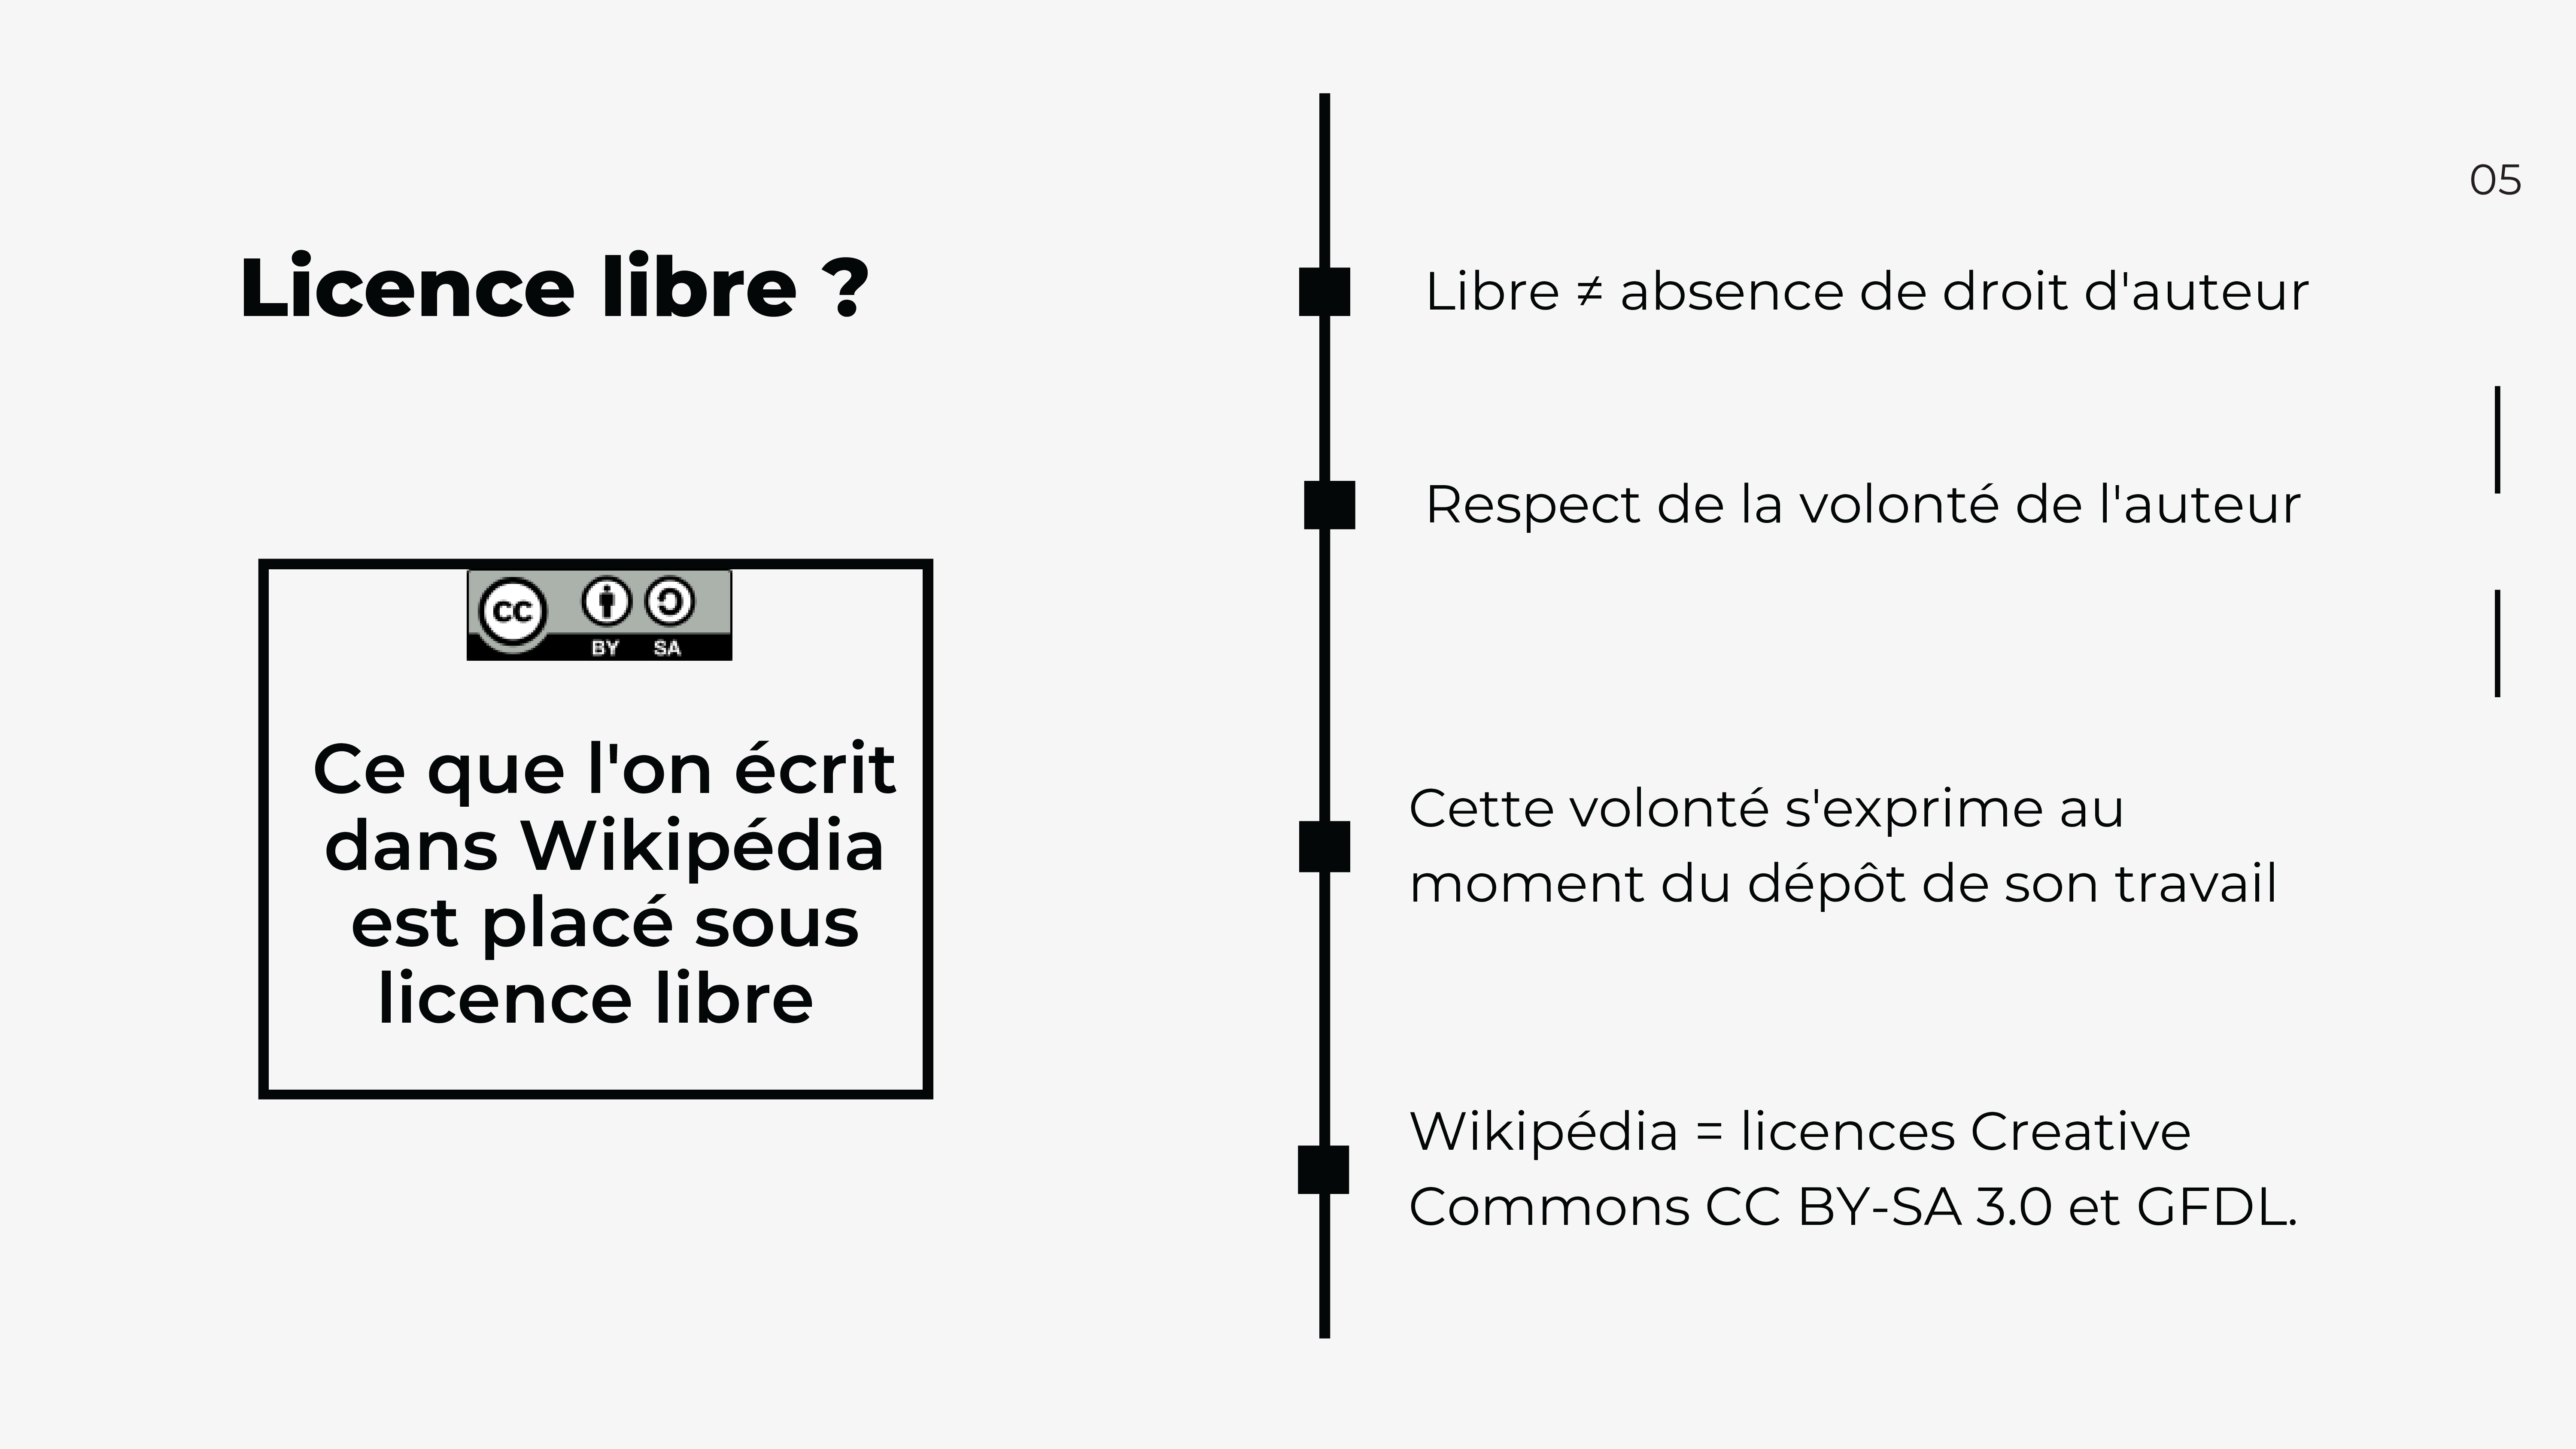 05
Licence libre ?
cc
BY SA
Ce que l'on écrit
dans Wikipédia
est placé sous
licence libre
Libre ≠ absence de droit d'auteur
Respect de la volonté de l'auteur
Cette volonté s'exprime au
moment du dépôt de son travail
Wikipédia = licences Creative
Commons CC BY-SA 3.0 et GFDL.